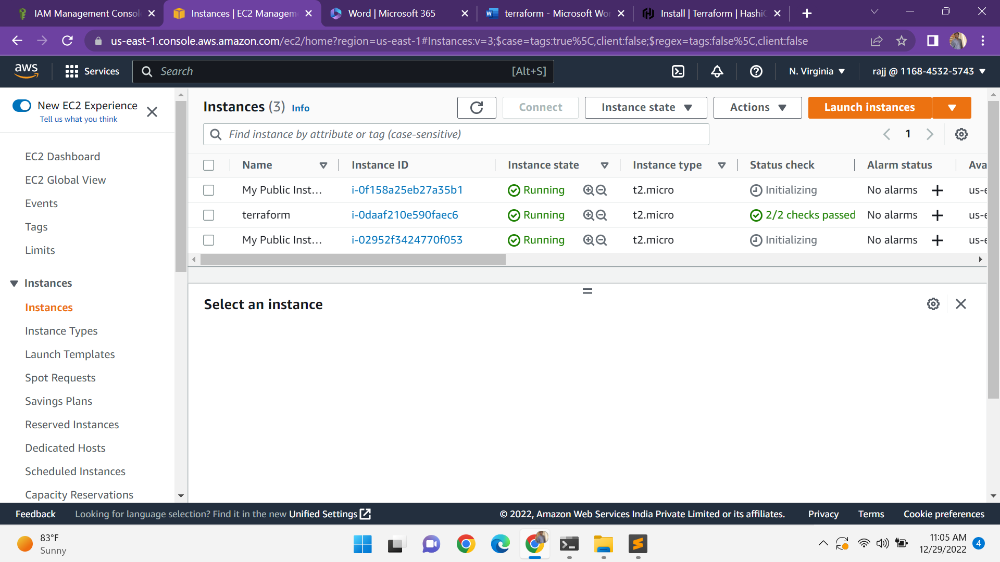 IAM Management Consol
Instances | EC2 Managem
Word | Microsoft 365
terraform - Microsoft Wor
Install | Terraform | HashiC
us-east-1.console.aws.amazon.com/ec2/home?region=us-east-1#Instances:v=3;$case=tags:true%5C,client:false;$regex=tags:false%5C,client:false
aws
Services
Search
[Alt+S]
N. Virginia
rajj @ 1168-4532-5743
New EC2 Experience
Tell us what you think
EC2 Dashboard
EC2 Global View
Events
Tags
Limits
Instances
Instances
Instance Types
Launch Templates
Spot Requests
Savings Plans
Reserved Instances
Dedicated Hosts
Scheduled Instances
Capacity Reservations
Instances (3) Info
Connect
Instance state
Actions
Launch instances
Find instance by attribute or tag (case-sensitive)
1
Name Instance ID Instance state Instance type Status check Alarm status Ava
My Public Inst... i-0f158a25eb27a35b1 Running t2.micro Initializing No alarms + us-e
terraform i-0daaf210e590faec6 Running t2.micro 2/2 checks passed No alarms + us-e
My Public Inst... i-02952f3424770f053 Running t2.micro Initializing No alarms + us-e
Select an instance
Feedback
Looking for language selection? Find it in the new Unified Settings
© 2022, Amazon Web Services India Private Limited or its affiliates.
Privacy
Terms
Cookie preferences
83°F
Sunny
11:05 AM
12/29/2022
4